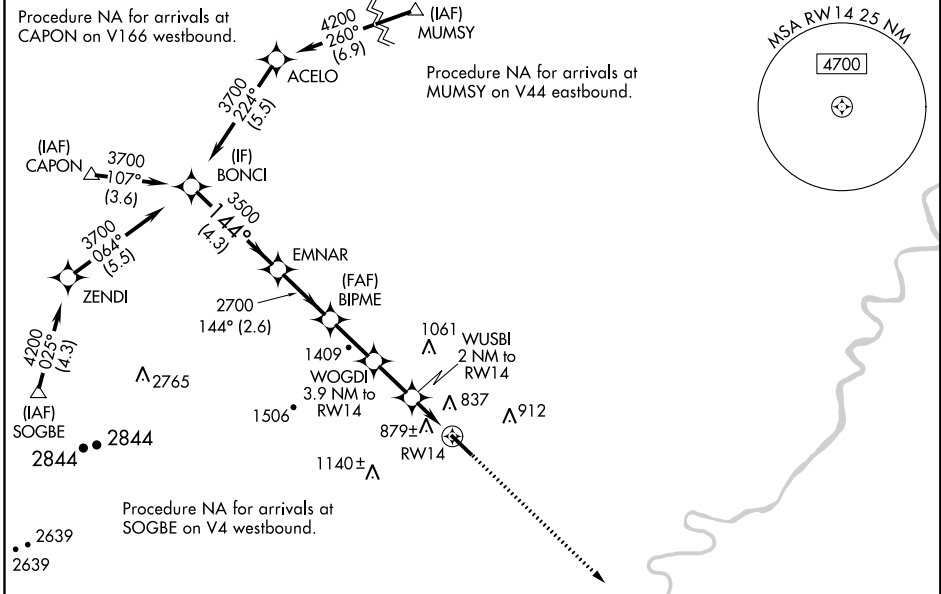 Procedure NA for arrivals at
CAPON on V166 westbound.
4200
260°
(6.9)
(IAF)
MUMSY
ACELO
Procedure NA for arrivals at
MUMSY on V44 eastbound.
MSA RW14 25 NM
4700
3700
224°
(5.5)
(IAF)
CAPON
3700
107°
(3.6)
(IF)
BONCI
3500
144°
(4.3)
3700
064°
(5.5)
ZENDI
EMNAR
(FAF)
BIPME
2700
144° (2.6)
4200
025°
(4.3)
(IAF)
SOGBE
2765
1409
WOGDI
3.9 NM to
RW14
1061
WUSBI
2 NM to
RW14
1506
837
912
879±
RW14
2844
2844
1140±
Procedure NA for arrivals at
SOGBE on V4 westbound.
2639
2639